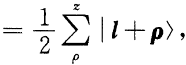 = \frac{1}{2} \sum_{\rho}^{z} | \boldsymbol{l} + \boldsymbol{\rho} \rangle,